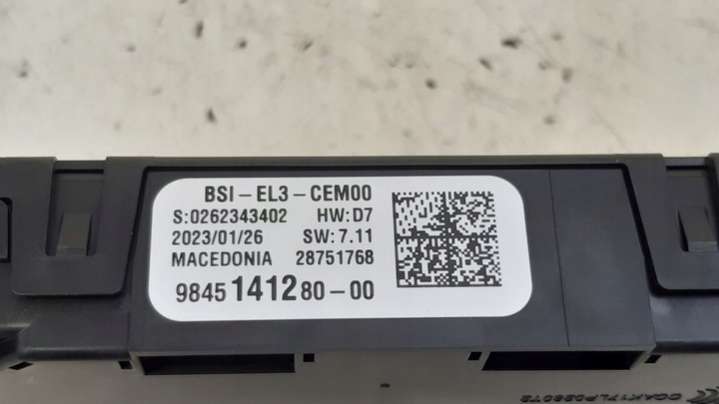 BSI-EL3-CEM00
S:0262343402 HW:D7
2023/01/26 SW:7.11
MACEDONIA 28751768
9845141280-00